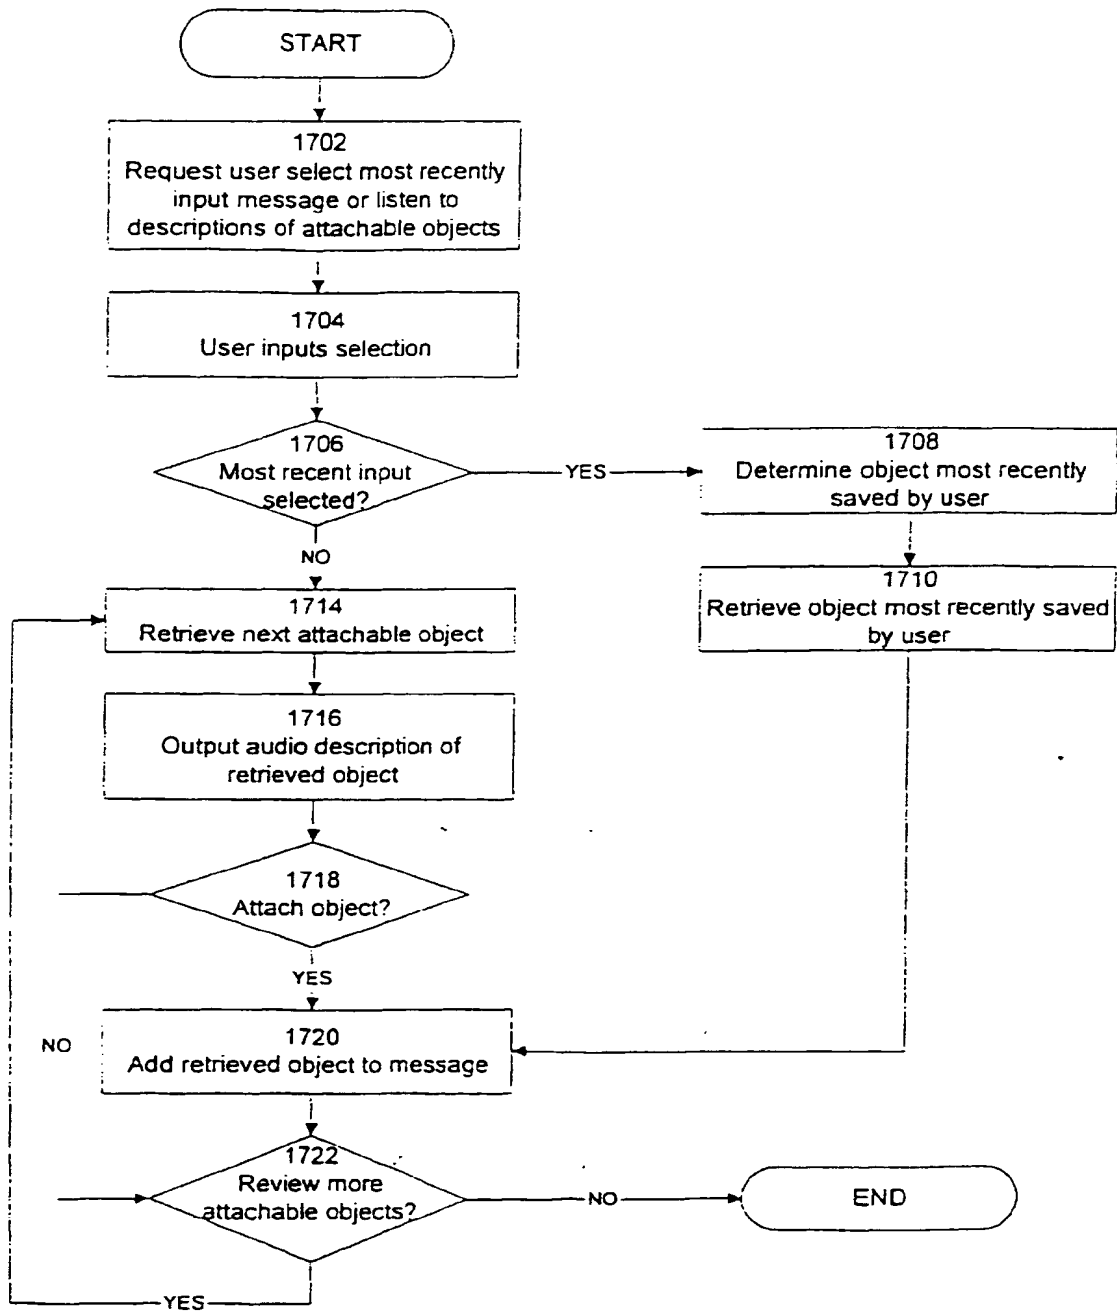 START
1702
Request user select most recently
input message or listen to
descriptions of attachable objects
1704
User inputs selection
1706
Most recent input
selected?
YES
1708
Determine object most recently
saved by user
NO
1710
Retrieve object most recently saved
by user
1714
Retrieve next attachable object
1716
Output audio description of
retrieved object
1718
Attach object?
YES
NO
1720
Add retrieved object to message
1722
Review more
attachable objects?
NO
END
YES